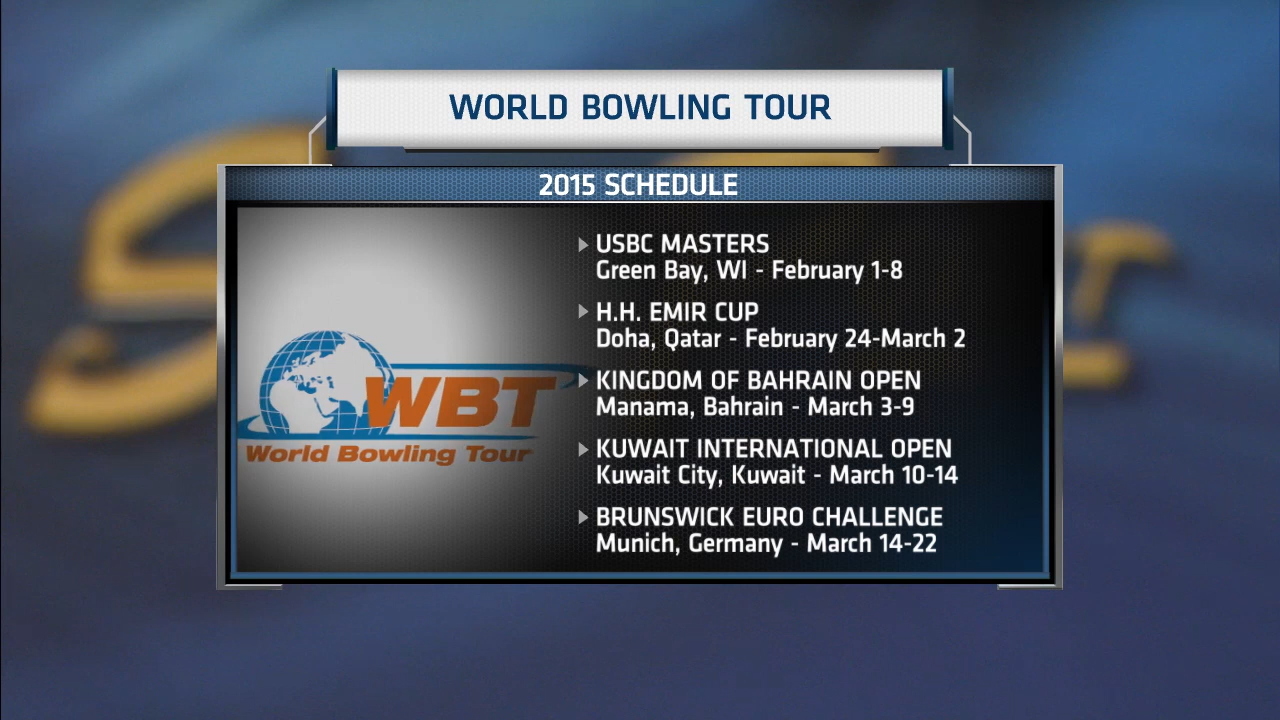 WORLD BOWLING TOUR
2015 SCHEDULE
USBC MASTERS
Green Bay, WI - February 1-8
H.H. EMIR CUP
Doha, Qatar - February 24-March 2
KINGDOM OF BAHRAIN OPEN
Manama, Bahrain - March 3-9
KUWAIT INTERNATIONAL OPEN
Kuwait City, Kuwait - March 10-14
BRUNSWICK EURO CHALLENGE
Munich, Germany - March 14-22
WBT
World Bowling Tour